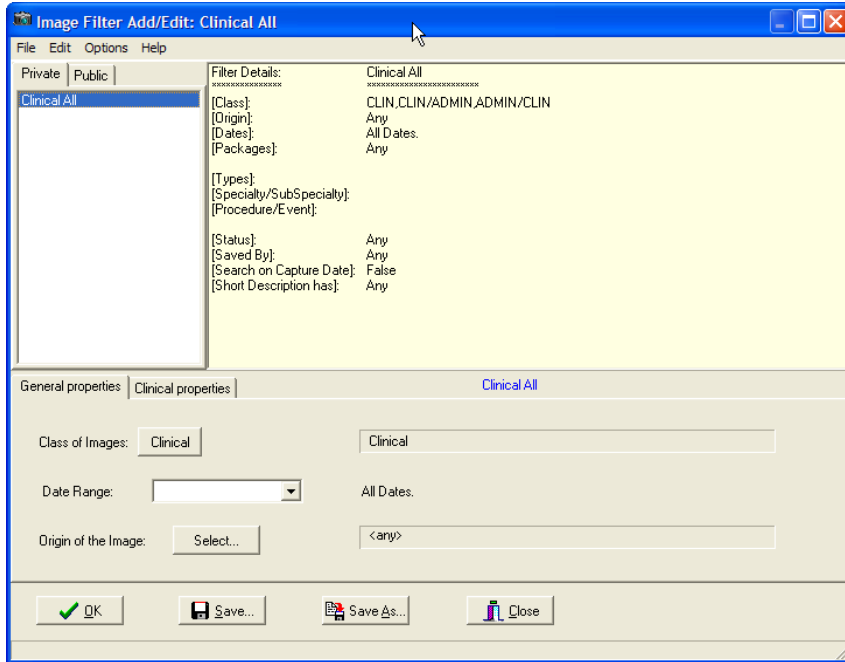 Image Filter Add/Edit: Clinical All
File Edit Options Help
Private Public
Clinical All
Filter Details: Clinical All
xxxxxxxxxxxxxxx xxxxxxxxxxxxxxxxxxxxxxxx
[Class]: CLIN,CLIN/ADMIN,ADMIN/CLIN
[Origin]: Any
[Dates]: All Dates.
[Packages]: Any
[Types]:
[Specialty/SubSpecialty]:
[Procedure/Event]:
[Status]: Any
[Saved By]: Any
[Search on Capture Date]: False
[Short Description has]: Any
General properties Clinical properties Clinical All
Class of Images: Clinical Clinical
Date Range: All Dates.
Origin of the Image: Select... <any>
OK Save... Save As... Close